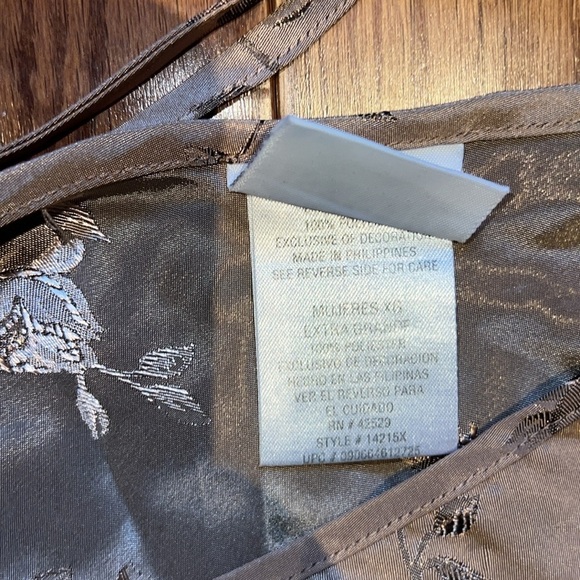 100% POLYESTER
EXCLUSIVE OF DECORATION
MADE IN PHILIPPINES
SEE REVERSE SIDE FOR CARE
MUJERES XG
EXTRA GRANDE
100% POLIESTER
EXCLUSIVO DE DECORACION
HECHO EN LAS FILIPINAS
VER EL REVERSO PARA
EL CUIDADO
RN # 42529
STYLE # 14215X
UPC #